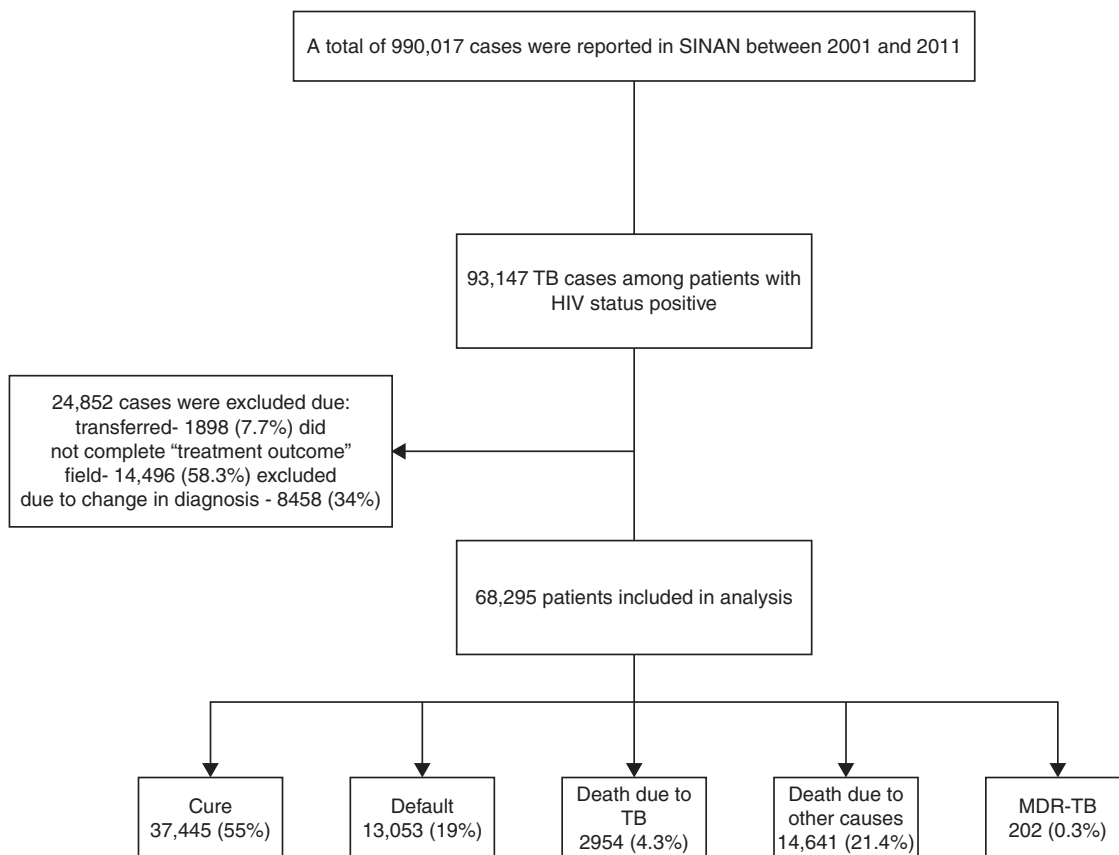 A total of 990,017 cases were reported in SINAN between 2001 and 2011
93,147 TB cases among patients with
HIV status positive
24,852 cases were excluded due:
transferred- 1898 (7.7%) did
not complete “treatment outcome”
field- 14,496 (58.3%) excluded
due to change in diagnosis - 8458 (34%)
68,295 patients included in analysis
Cure
37,445 (55%)
Default
13,053 (19%)
Death due to
TB
2954 (4.3%)
Death due to
other causes
14,641 (21.4%)
MDR-TB
202 (0.3%)